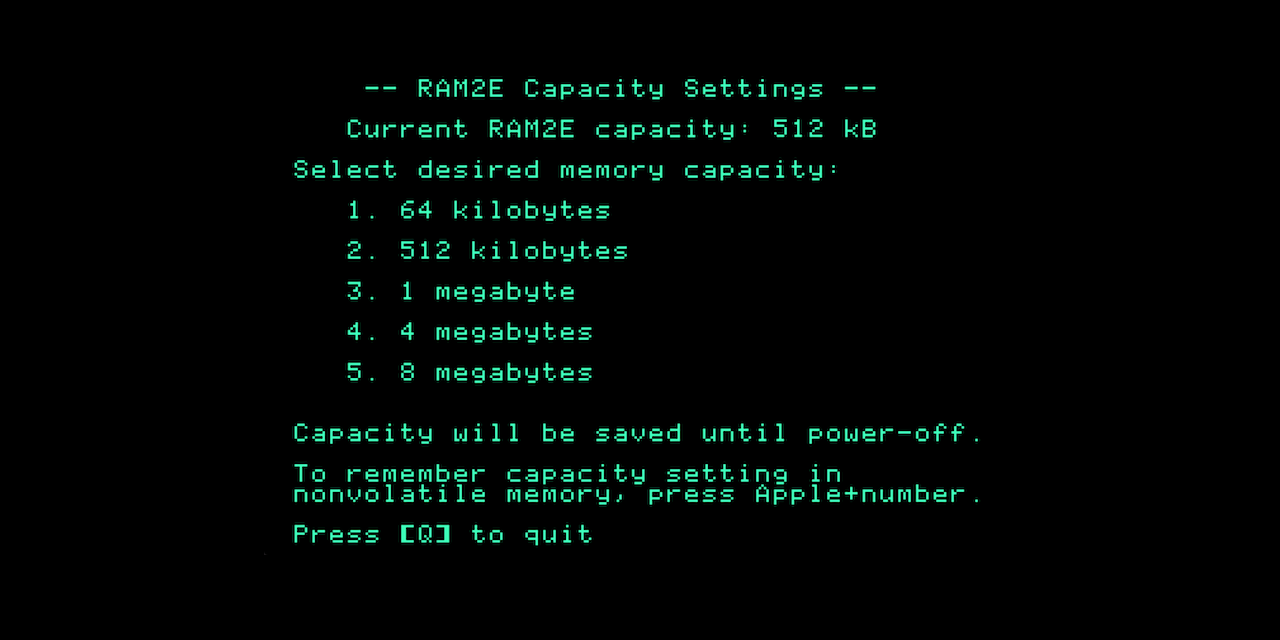 -- RAM2E Capacity Settings --
Current RAM2E capacity: 512 kB
Select desired memory capacity:
1. 64 kilobytes
2. 512 kilobytes
3. 1 megabyte
4. 4 megabytes
5. 8 megabytes
Capacity will be saved until power-off.
To remember capacity setting in
nonvolatile memory, press Apple+number.
Press [Q] to quit